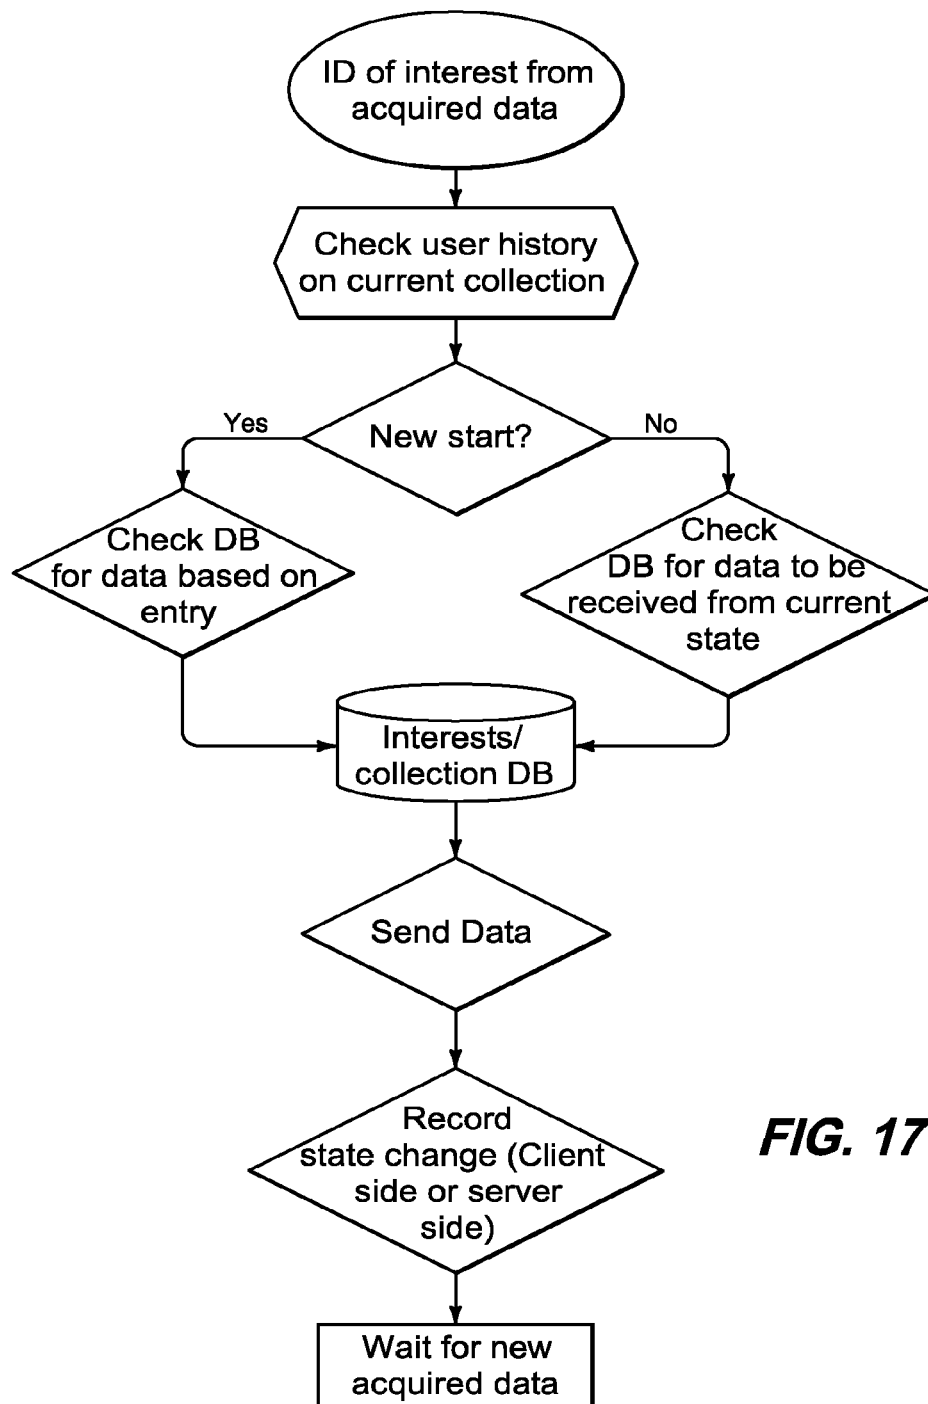 ID of interest from
acquired data
Check user history
on current collection
New start?
Yes
No
Check DB
for data based on
entry
Check
DB for data to be
received from current
state
Interests/
collection DB
Send Data
Record
state change (Client
side or server
side)
FIG. 17
Wait for new
acquired data